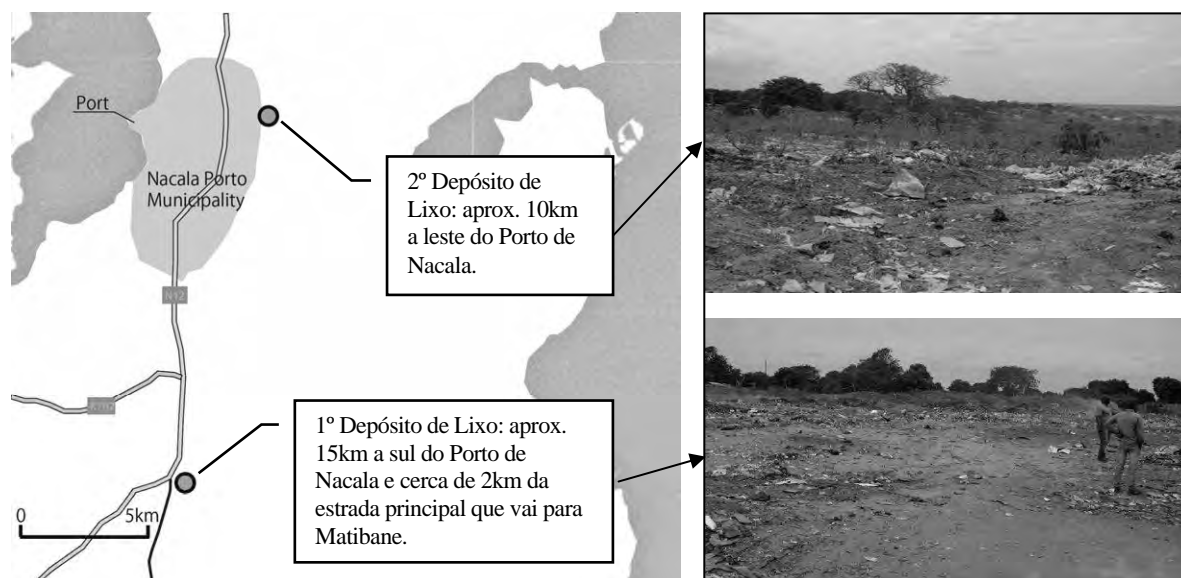 Port
Nacala Porto
Municipality
N12
2º Depósito de
Lixo: aprox. 10km
a leste do Porto de
Nacala.
1º Depósito de Lixo: aprox.
15km a sul do Porto de
Nacala e cerca de 2km da
estrada principal que vai para
Matibane.
0
5km